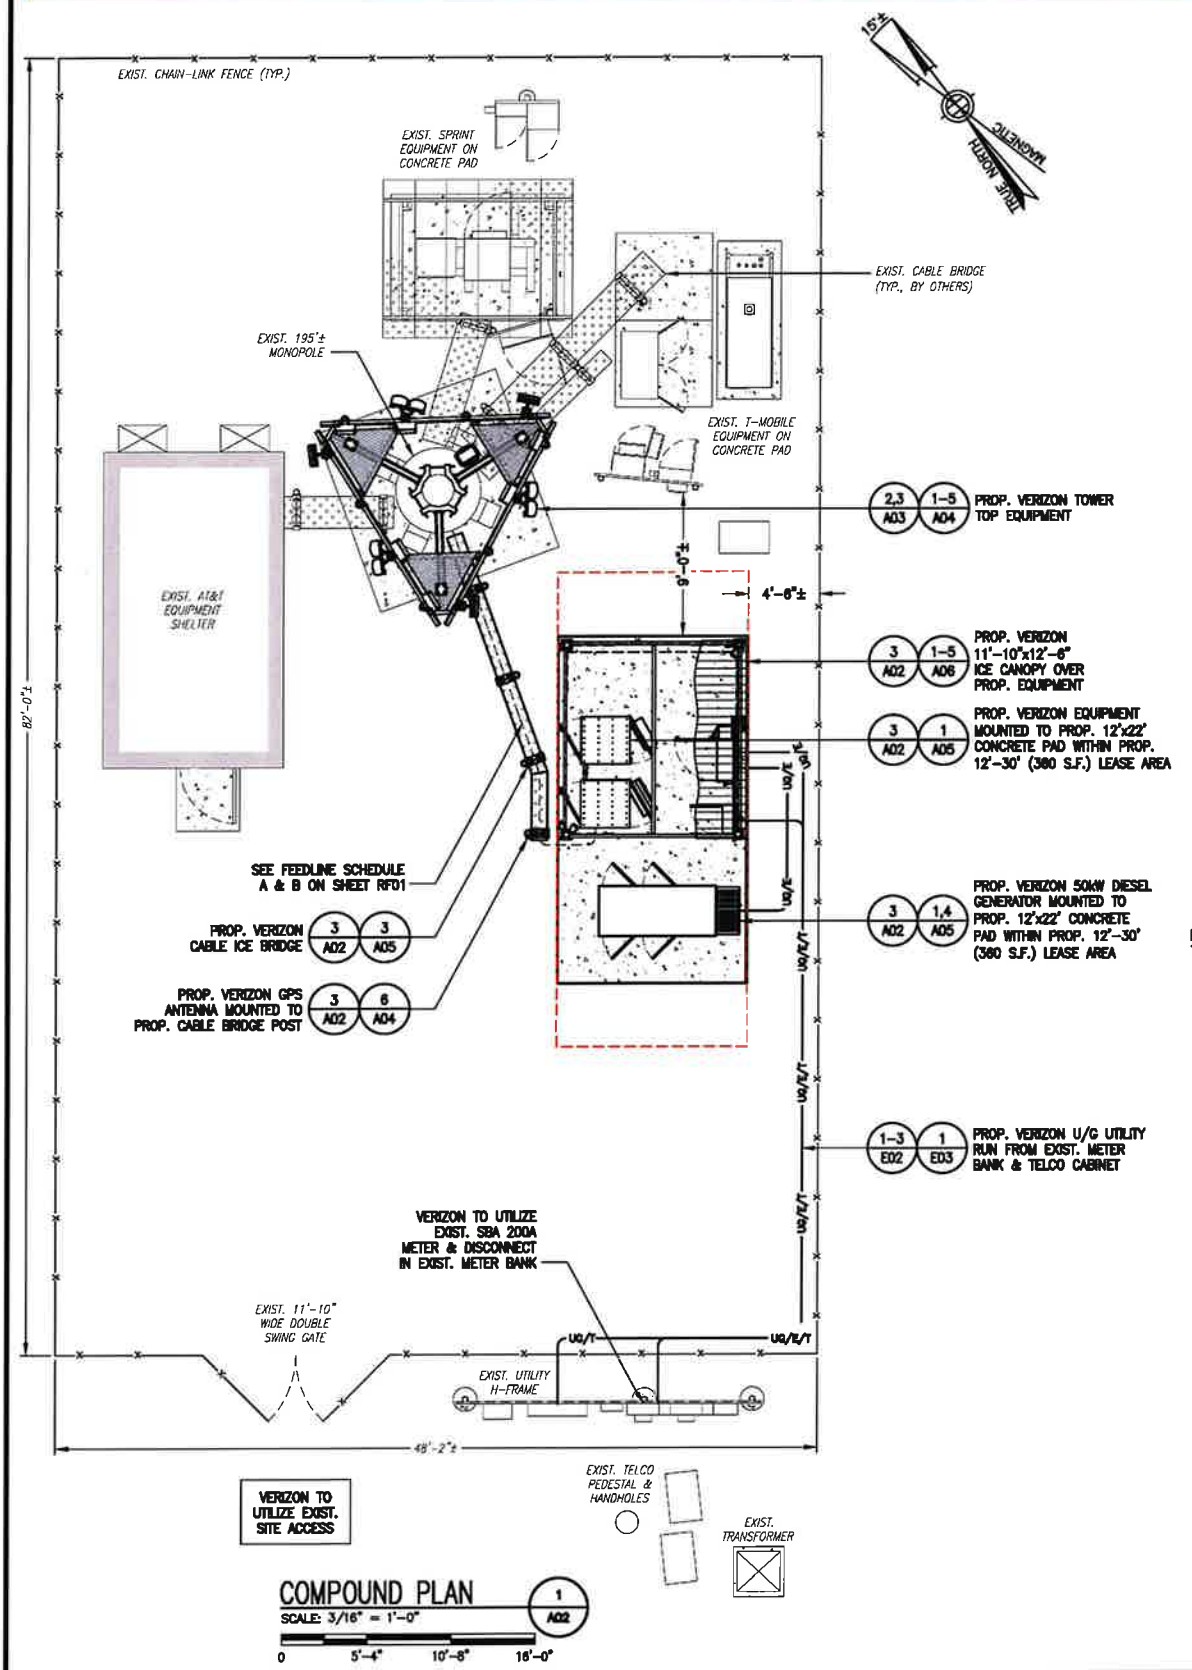 15'±
MAGNETIC
TRUE NORTH
EXIST. CHAIN-LINK FENCE (TYP.)
EXIST. SPRINT
EQUIPMENT ON
CONCRETE PAD
EXIST. CABLE BRIDGE
(TYP., BY OTHERS)
EXIST. 195'±
MONOPOLE
EXIST. T-MOBILE
EQUIPMENT ON
CONCRETE PAD
2,3
A03
1-5
A04
PROP. VERIZON TOWER
TOP EQUIPMENT
9'-0"±
4'-6"±
EXIST. AT&T
EQUIPMENT
SHELTER
82'-0"±
3
A02
1-5
A06
PROP. VERIZON
11'-10"x12'-6"
ICE CANOPY OVER
PROP. EQUIPMENT
3
A02
1
A05
PROP. VERIZON EQUIPMENT
MOUNTED TO PROP. 12'x22'
CONCRETE PAD WITHIN PROP.
12'-30' (360 S.F.) LEASE AREA
UG/E
UG/E
UG/E
SEE FEEDLINE SCHEDULE
A & B ON SHEET RF01
3
A02
1,4
A05
PROP. VERIZON 50KW DIESEL
GENERATOR MOUNTED TO
PROP. 12'x22' CONCRETE
PAD WITHIN PROP. 12'-30'
(360 S.F.) LEASE AREA
PROP. VERIZON
CABLE ICE BRIDGE
3
A02
3
A05
PROP. VERIZON GPS
ANTENNA MOUNTED TO
PROP. CABLE BRIDGE POST
3
A02
6
A04
UG/E/T
UG/E/T
UG/E/T
1-3
E02
1
E03
PROP. VERIZON U/G UTILITY
RUN FROM EXIST. METER
BANK & TELCO CABINET
VERIZON TO UTILIZE
EXIST. SBA 200A
METER & DISCONNECT
IN EXIST. METER BANK
EXIST. 11'-10"
WIDE DOUBLE
SWING GATE
UG/T
UG/E/T
EXIST. UTILITY
H-FRAME
48'-2"±
EXIST. TELCO
PEDESTAL &
HANDHOLES
VERIZON TO
UTILIZE EXIST.
SITE ACCESS
EXIST.
TRANSFORMER
COMPOUND PLAN
SCALE: 3/16" = 1'-0"
1
A02
0 5'-4" 10'-8" 16'-0"